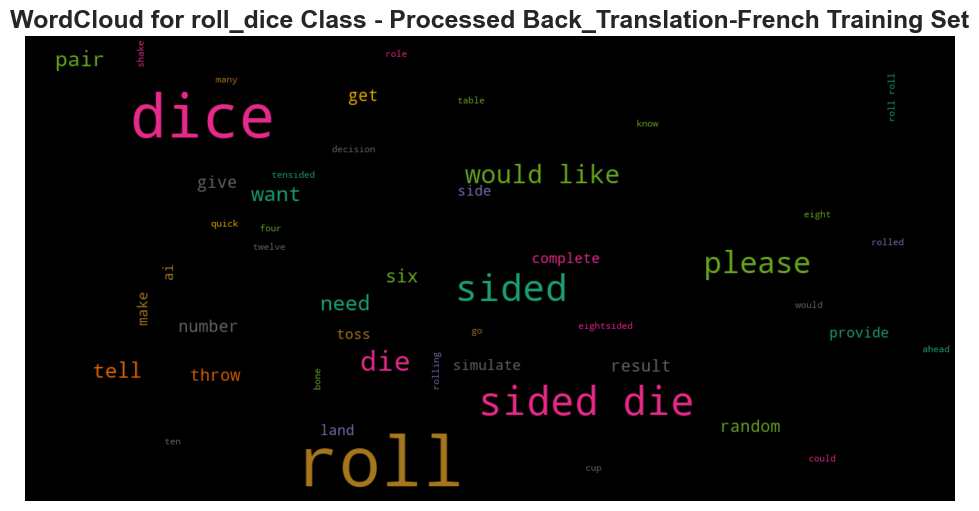 WordCloud for roll_dice Class - Processed Back_Translation-French Training Set
pair
shake
role
many
get
table
roll roll
dice
know
decision
give
tensided
want
would like
side
quick
four
eight
twelve
rolled
ai
six
complete
please
sided
make
need
would
number
toss
go
eightsided
provide
tell
throw
bone
die
rolling
simulate
result
ahead
sided die
land
random
ten
roll
cup
could